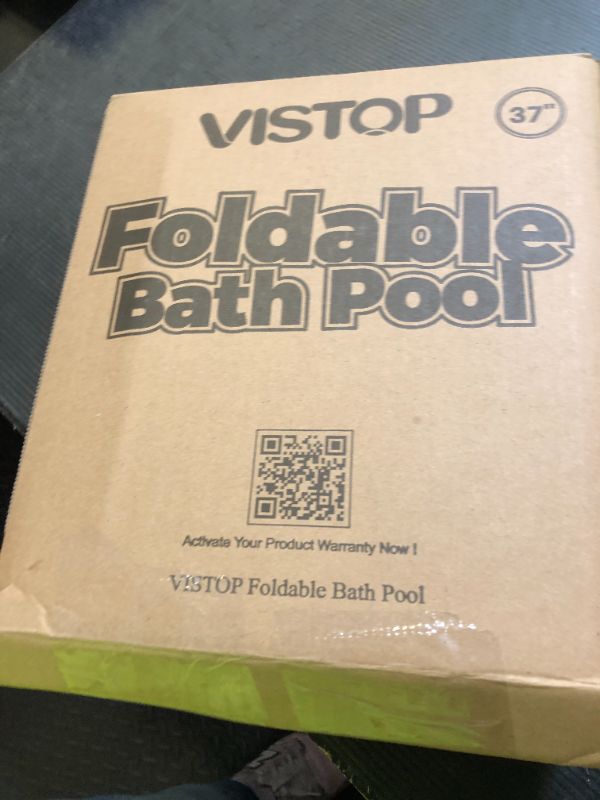 VISTOP
37"
Foldable
Bath Pool
Activate Your Product Warranty Now !
VISTOP Foldable Bath Pool